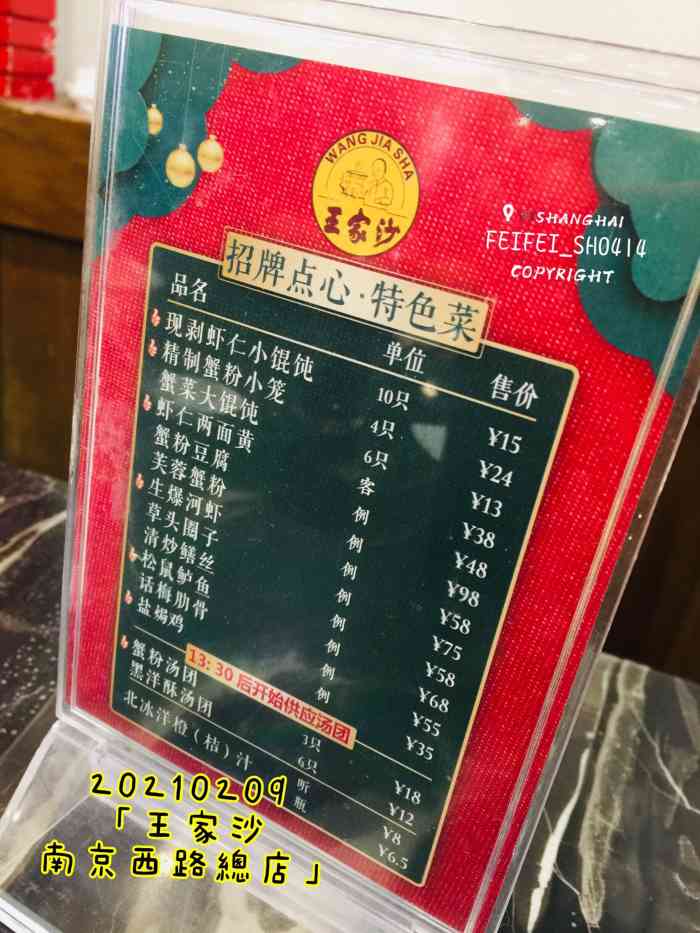 WANG JIA SHA
王家沙
SHANGHAI
FEIFEI_SH0414
COPYRIGHT
招牌点心·特色菜
品名 单位 售价
现剥虾仁小馄饨 10只 ¥15
精制蟹粉小笼 4只 ¥24
蟹菜大馄饨 6只 ¥13
虾仁两面黄 客 ¥38
蟹粉豆腐 例 ¥48
芙蓉蟹粉 例 ¥98
生爆河虾 例 ¥58
草头圈子 例 ¥75
清炒鳝丝 例 ¥58
松鼠鲈鱼 例 ¥68
话梅肋骨 例 ¥55
盐焗鸡 例 ¥35
13:30后开始供应汤团
蟹粉汤团 3只 ¥18
黑洋酥汤团 6只 ¥12
北冰洋橙(桔)汁 听 ¥8
瓶 ¥6.5
20210209
「王家沙
南京西路總店」